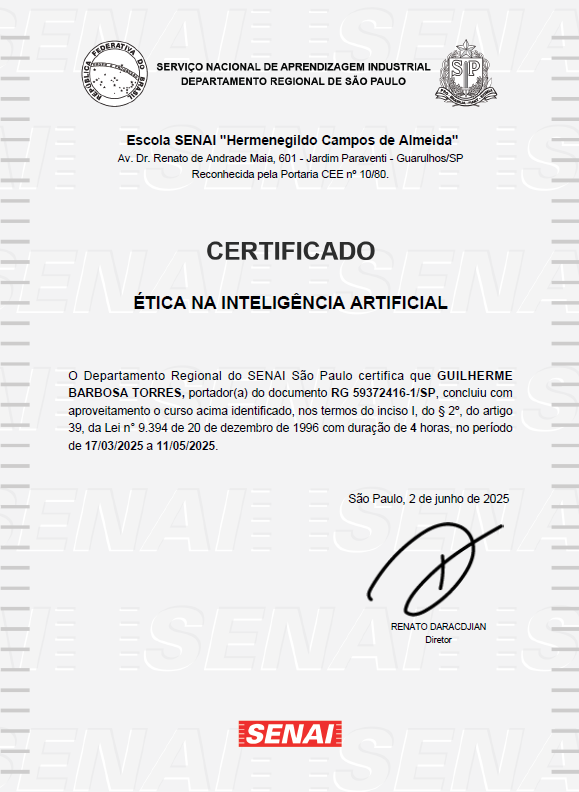 REPÚBLICA FEDERATIVA DO BRASIL
SERVIÇO NACIONAL DE APRENDIZAGEM INDUSTRIAL
DEPARTAMENTO REGIONAL DE SÃO PAULO
SP
Escola SENAI "Hermenegildo Campos de Almeida"
Av. Dr. Renato de Andrade Maia, 601 - Jardim Paraventi - Guarulhos/SP
Reconhecida pela Portaria CEE nº 10/80.
CERTIFICADO
ÉTICA NA INTELIGÊNCIA ARTIFICIAL
O Departamento Regional do SENAI São Paulo certifica que GUILHERME
BARBOSA TORRES, portador(a) do documento RG 59372416-1/SP, concluiu com
aproveitamento o curso acima identificado, nos termos do inciso I, do § 2º, do artigo
39, da Lei n° 9.394 de 20 de dezembro de 1996 com duração de 4 horas, no período
de 17/03/2025 a 11/05/2025.
São Paulo, 2 de junho de 2025
RENATO DARACDJIAN
Diretor
SENAI